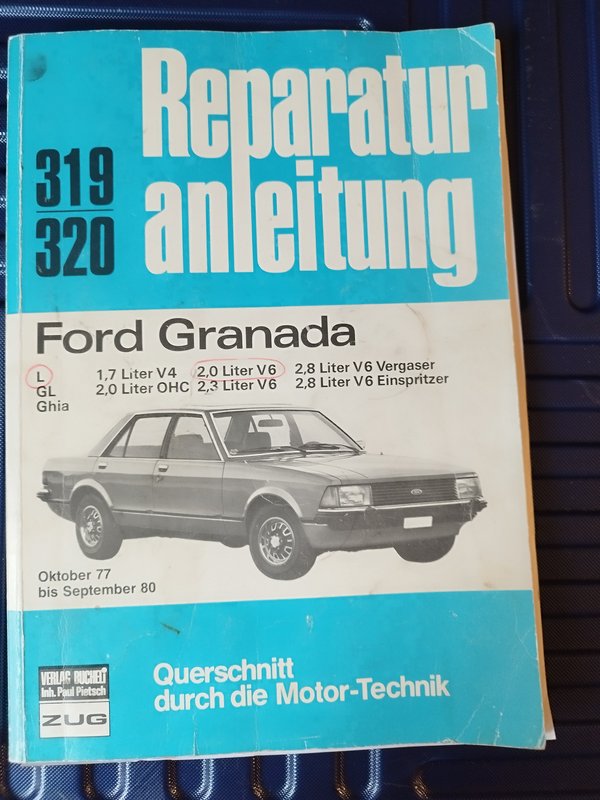 Reparatur
anleitung
319
320
Ford Granada
L 1,7 Liter V4 2,0 Liter V6 2,8 Liter V6 Vergaser
GL 2,0 Liter OHC 2,3 Liter V6 2,8 Liter V6 Einspritzer
Ghia
Oktober 77
bis September 80
VERLAG BUCHELI
Inh. Paul Pietsch
ZUG
Querschnitt
durch die Motor-Technik